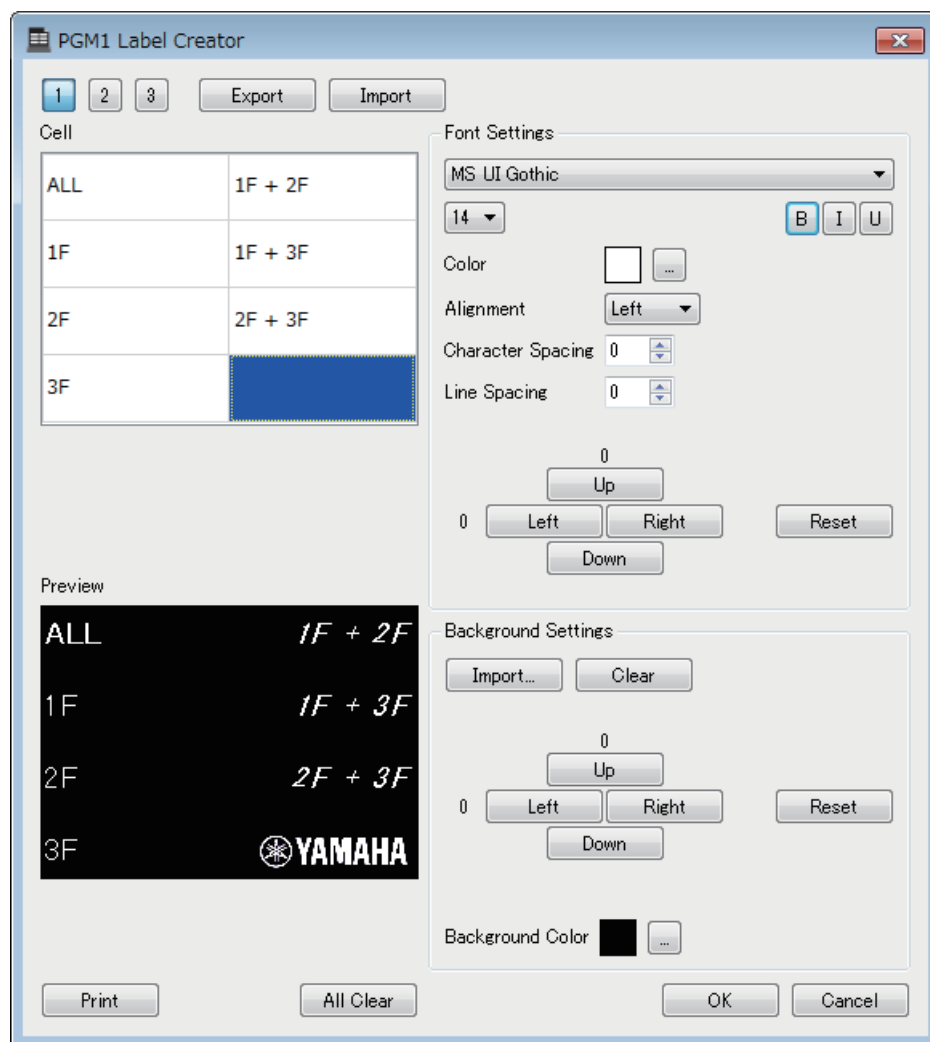 PGM1 Label Creator
1 2 3 Export Import
Cell
ALL 1F + 2F
1F 1F + 3F
2F 2F + 3F
3F
Font Settings
MS UI Gothic
14 B I U
Color ...
Alignment Left
Character Spacing 0
Line Spacing 0
0
Up
0 Left Right Reset
Down
Preview
ALL 1F + 2F
1F 1F + 3F
2F 2F + 3F
3F YAMAHA
Background Settings
Import... Clear
0
Up
0 Left Right Reset
Down
Background Color ...
Print All Clear OK Cancel